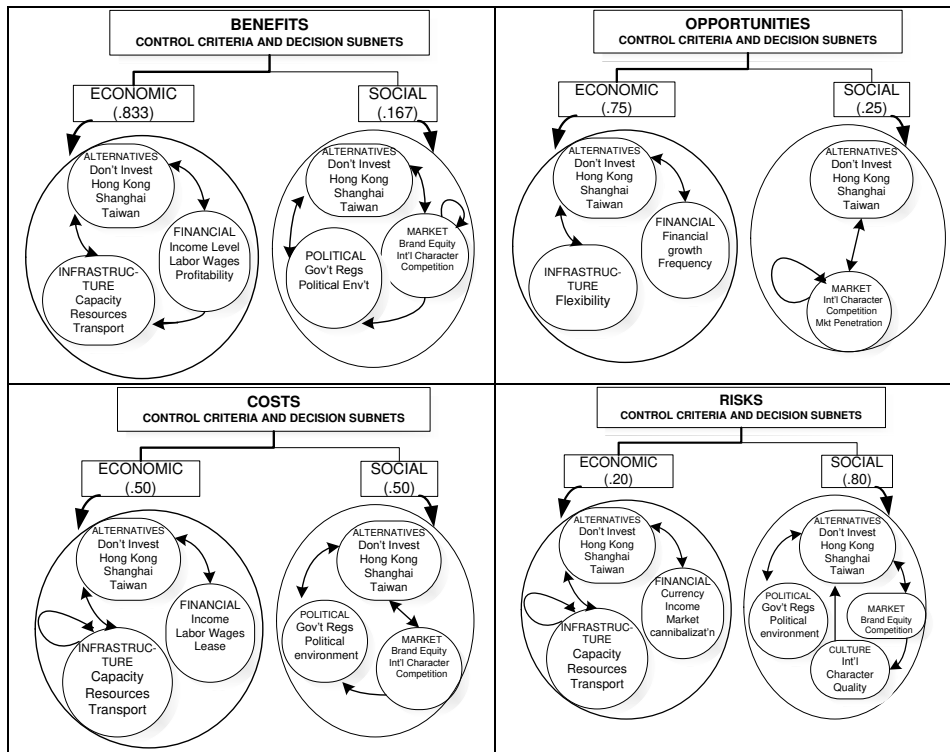 BENEFITS
CONTROL CRITERIA AND DECISION SUBNETS
ECONOMIC
(.833)
SOCIAL
(.167)
ALTERNATIVES
Don't Invest
Hong Kong
Shanghai
Taiwan
FINANCIAL
Income Level
Labor Wages
Profitability
INFRASTRUC-
TURE
Capacity
Resources
Transport
ALTERNATIVES
Don't Invest
Hong Kong
Shanghai
Taiwan
MARKET
Brand Equity
Int'l Character
Competition
POLITICAL
Gov't Regs
Political Env't
OPPORTUNITIES
CONTROL CRITERIA AND DECISION SUBNETS
ECONOMIC
(.75)
SOCIAL
(.25)
ALTERNATIVES
Don't Invest
Hong Kong
Shanghai
Taiwan
FINANCIAL
Financial
growth
Frequency
INFRASTRUC-
TURE
Flexibility
ALTERNATIVES
Don't Invest
Hong Kong
Shanghai
Taiwan
MARKET
Int'l Character
Competition
Mkt Penetration
COSTS
CONTROL CRITERIA AND DECISION SUBNETS
ECONOMIC
(.50)
SOCIAL
(.50)
ALTERNATIVES
Don't Invest
Hong Kong
Shanghai
Taiwan
FINANCIAL
Income
Labor Wages
Lease
INFRASTRUC-
TURE
Capacity
Resources
Transport
ALTERNATIVES
Don't Invest
Hong Kong
Shanghai
Taiwan
POLITICAL
Gov't Regs
Political
environment
MARKET
Brand Equity
Int'l Character
Competition
RISKS
CONTROL CRITERIA AND DECISION SUBNETS
ECONOMIC
(.20)
SOCIAL
(.80)
ALTERNATIVES
Don't Invest
Hong Kong
Shanghai
Taiwan
FINANCIAL
Currency
Income
Market
cannibalizat'n
INFRASTRUC-
TURE
Capacity
Resources
Transport
ALTERNATIVES
Don't Invest
Hong Kong
Shanghai
Taiwan
POLITICAL
Gov't Regs
Political
environment
MARKET
Brand Equity
Competition
CULTURE
Int'l
Character
Quality